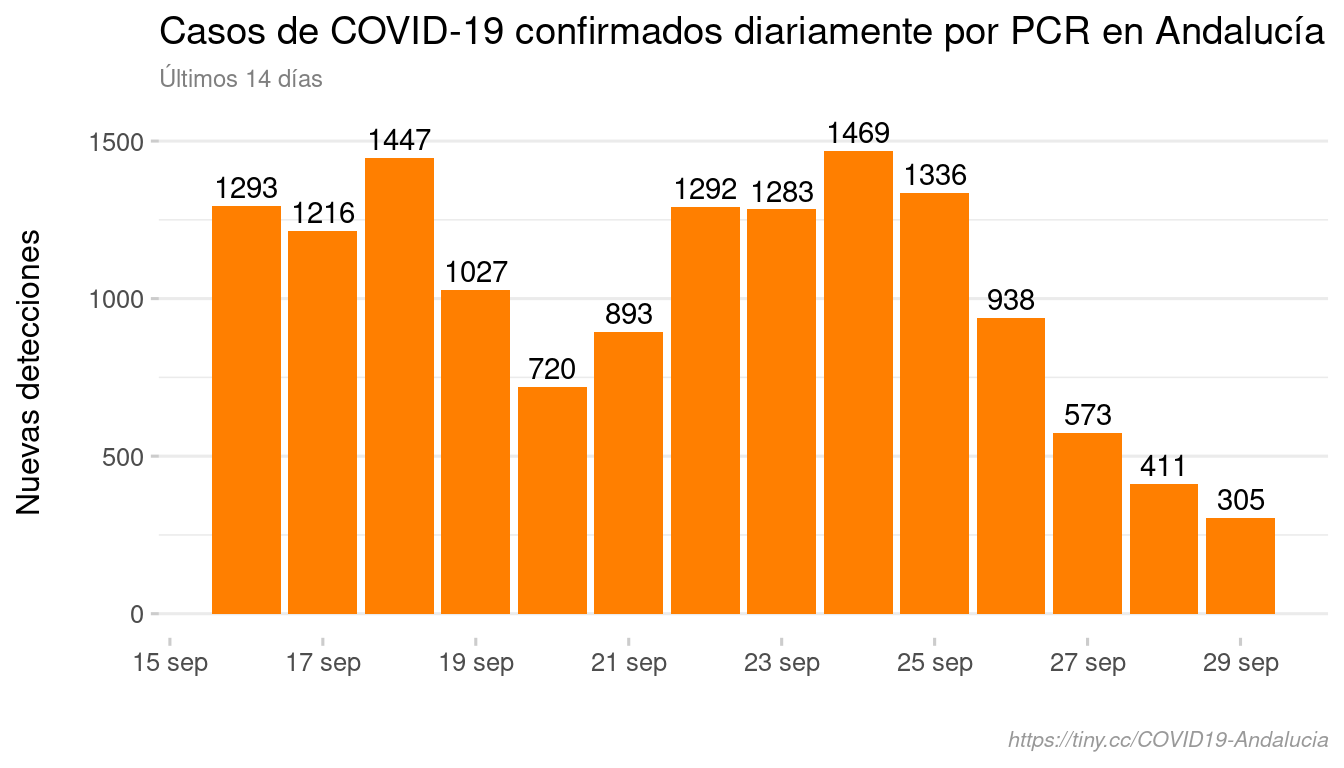 Casos de COVID-19 confirmados diariamente por PCR en Andalucía
Últimos 14 días
Nuevas detecciones
1500
1000
500
0
1293
1216
1447
1027
720
893
1292
1283
1469
1336
938
573
411
305
15 sep
17 sep
19 sep
21 sep
23 sep
25 sep
27 sep
29 sep
https://tiny.cc/COVID19-Andalucia